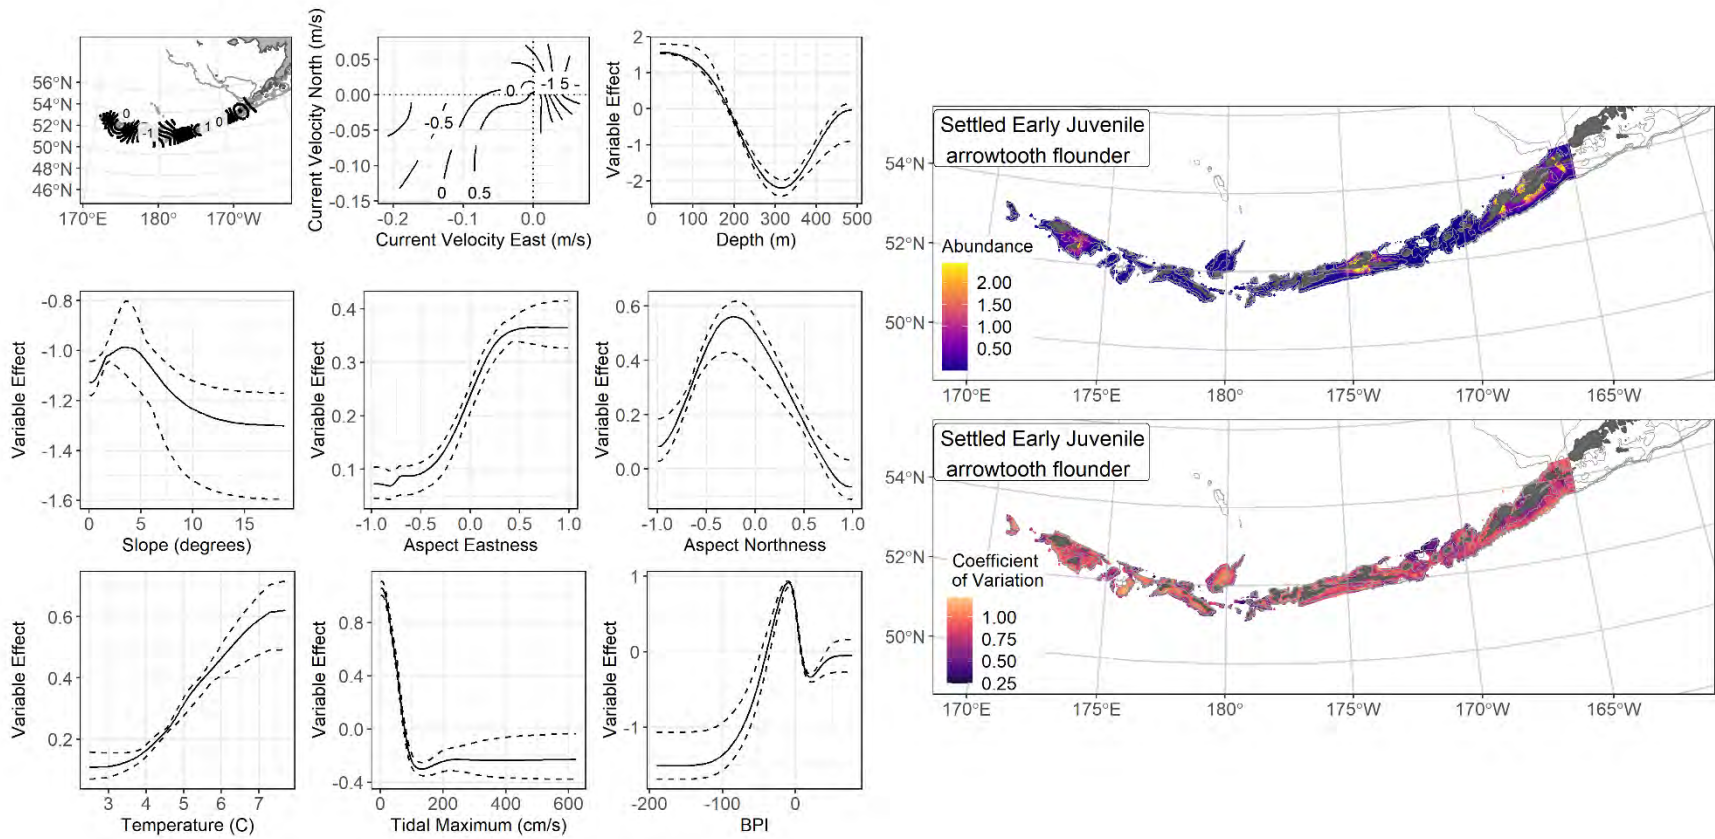 56°N
54°N
52°N
50°N
48°N
46°N
170°E
180°
170°W
0
-1
1
0
Current Velocity North (m/s)
0.05
0.00
-0.05
-0.10
-0.15
-0.2
-0.1
0.0
Current Velocity East (m/s)
0
-1 5
-0.5
0
0.5
Variable Effect
2
1
0
-1
-2
0
100
200
300
400
500
Depth (m)
Variable Effect
-0.8
-1.0
-1.2
-1.4
-1.6
0
5
10
15
Slope (degrees)
Variable Effect
0.4
0.3
0.2
0.1
-1.0
-0.5
0.0
0.5
1.0
Aspect Eastness
Variable Effect
0.6
0.4
0.2
0.0
-1.0
-0.5
0.0
0.5
1.0
Aspect Northness
Variable Effect
0.6
0.4
0.2
3
4
5
6
7
Temperature (C)
Variable Effect
0.8
0.4
0.0
-0.4
0
200
400
600
Tidal Maximum (cm/s)
Variable Effect
1
0
-1
-200
-100
0
BPI
Settled Early Juvenile
arrowtooth flounder
54°N
52°N
50°N
Abundance
2.00
1.00
0.50
170°E
175°E
180°
175°W
170°W
165°W
Settled Early Juvenile
arrowtooth flounder
54°N
52°N
50°N
Coefficient
of Variation
1.00
0.75
0.50
0.25
170°E
175°E
180°
175°W
170°W
165°W